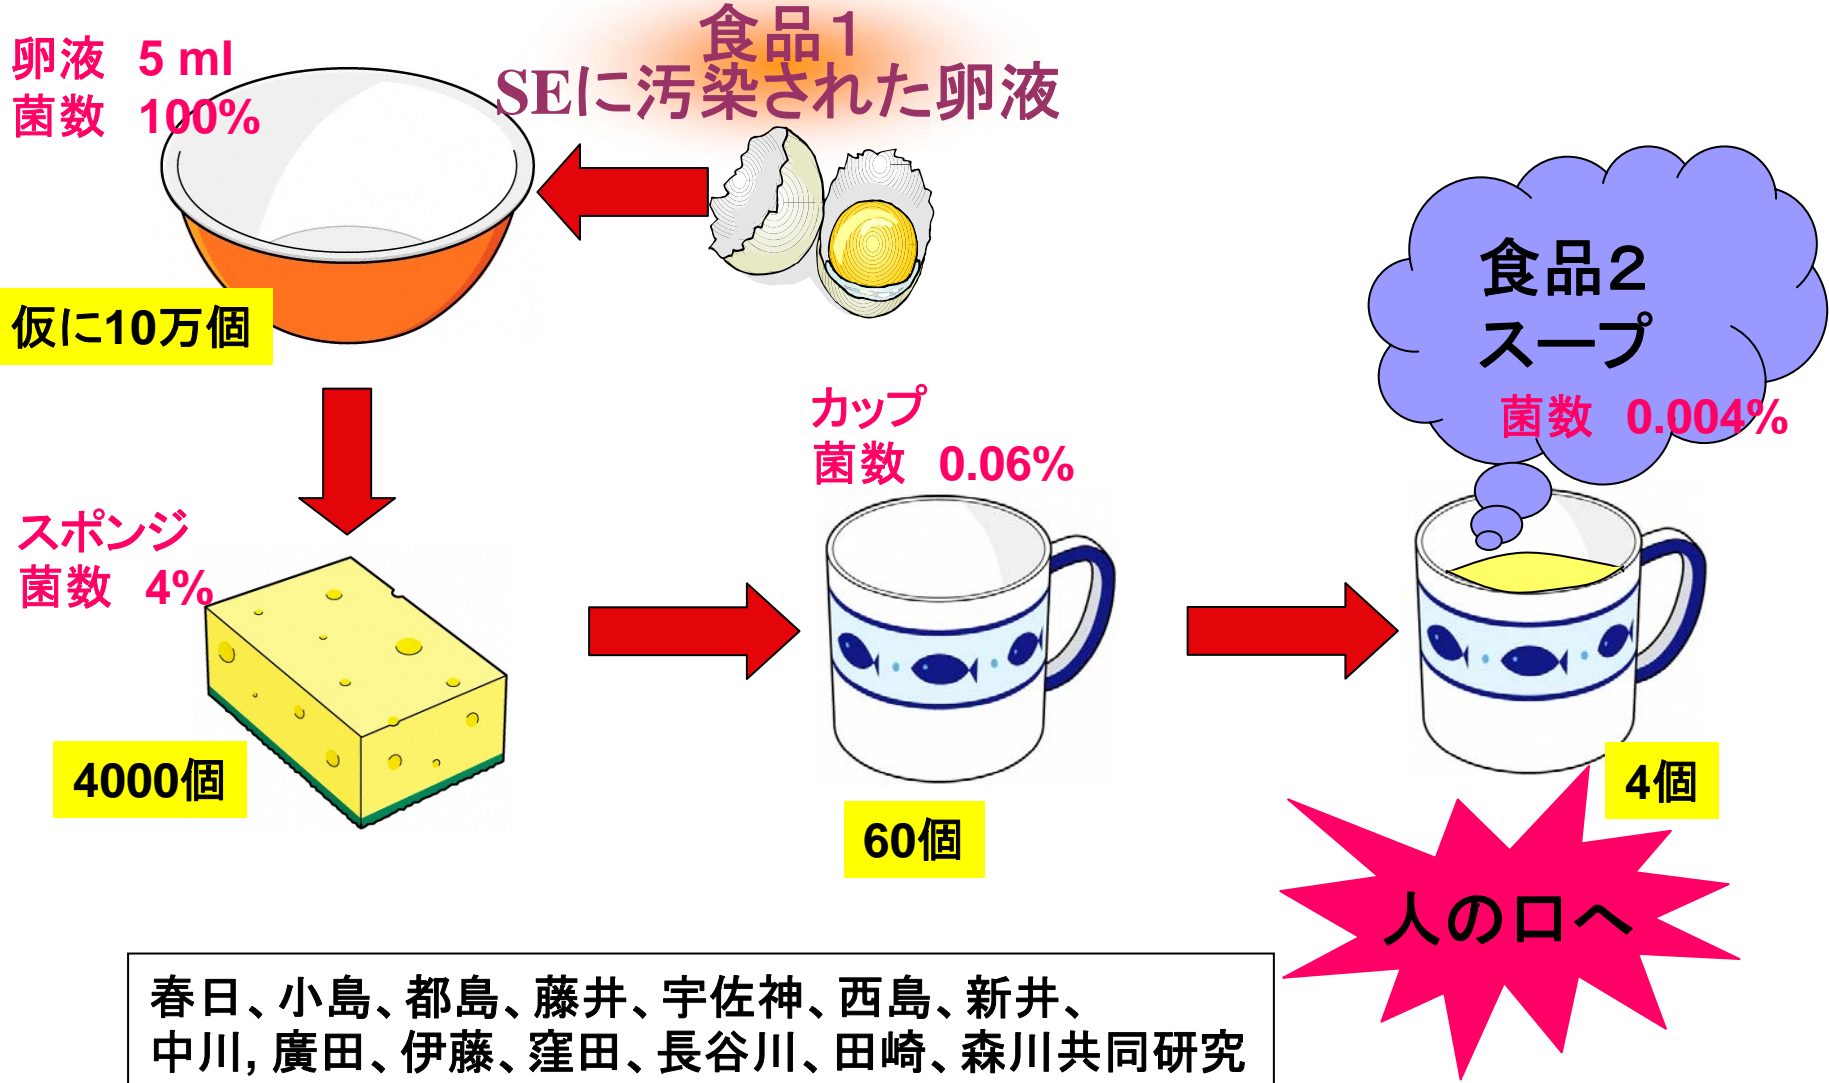 食品１
SEに汚染された卵液
卵液　5 ml
菌数　100%
仮に10万個
スポンジ
菌数　4%
4000個
カップ
菌数　0.06%
60個
食品２
スープ
菌数　0.004%
4個
人の口へ
春日、小島、都島、藤井、宇佐神、西島、新井、
中川, 廣田、伊藤、窪田、長谷川、田崎、森川共同研究